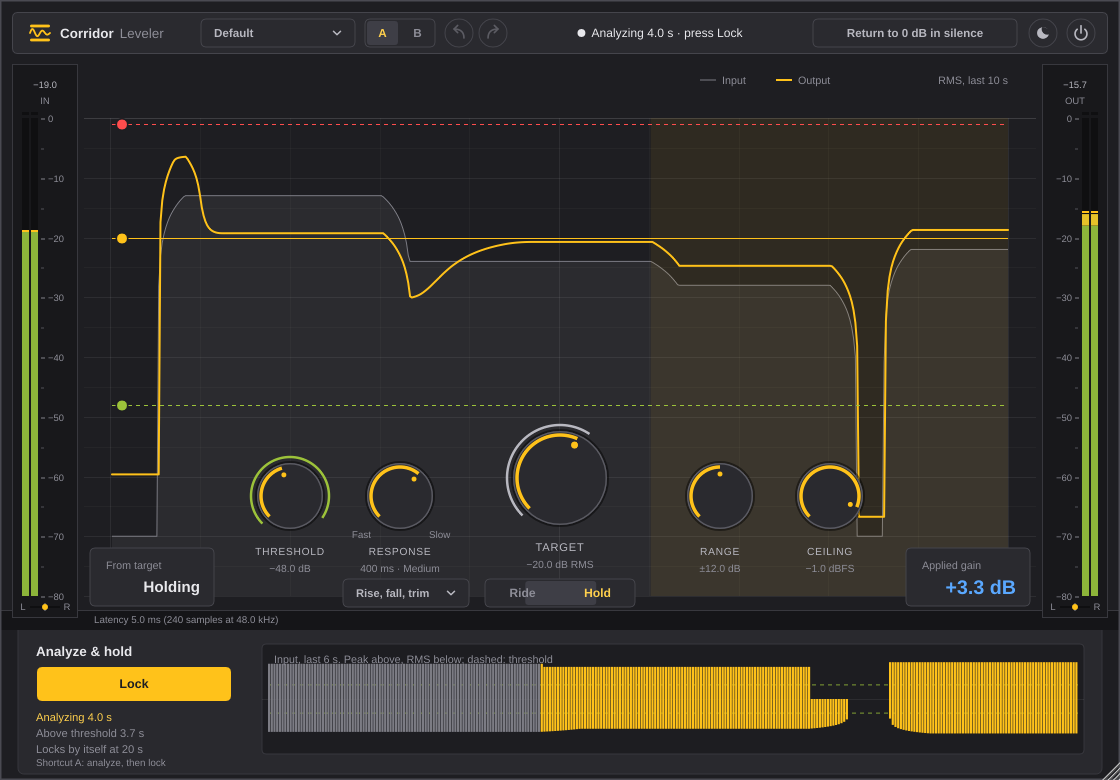 Corridor Leveler
Default
A B
Analyzing 4.0 s · press Lock
Return to 0 dB in silence
−19.0
IN
Input
Output
RMS, last 10 s
−15.7
OUT
0
−10
−20
−30
−40
−50
−60
−70
−80
L R
0
−10
−20
−30
−40
−50
−60
−70
−80
L R
Fast Slow
THRESHOLD
−48.0 dB
RESPONSE
400 ms · Medium
TARGET
−20.0 dB RMS
RANGE
±12.0 dB
CEILING
−1.0 dBFS
From target
Holding
Rise, fall, trim
Ride Hold
Applied gain
+3.3 dB
Latency 5.0 ms (240 samples at 48.0 kHz)
Analyze & hold
Lock
Analyzing 4.0 s
Above threshold 3.7 s
Locks by itself at 20 s
Shortcut A: analyze, then lock
Input, last 6 s. Peak above, RMS below; dashed: threshold